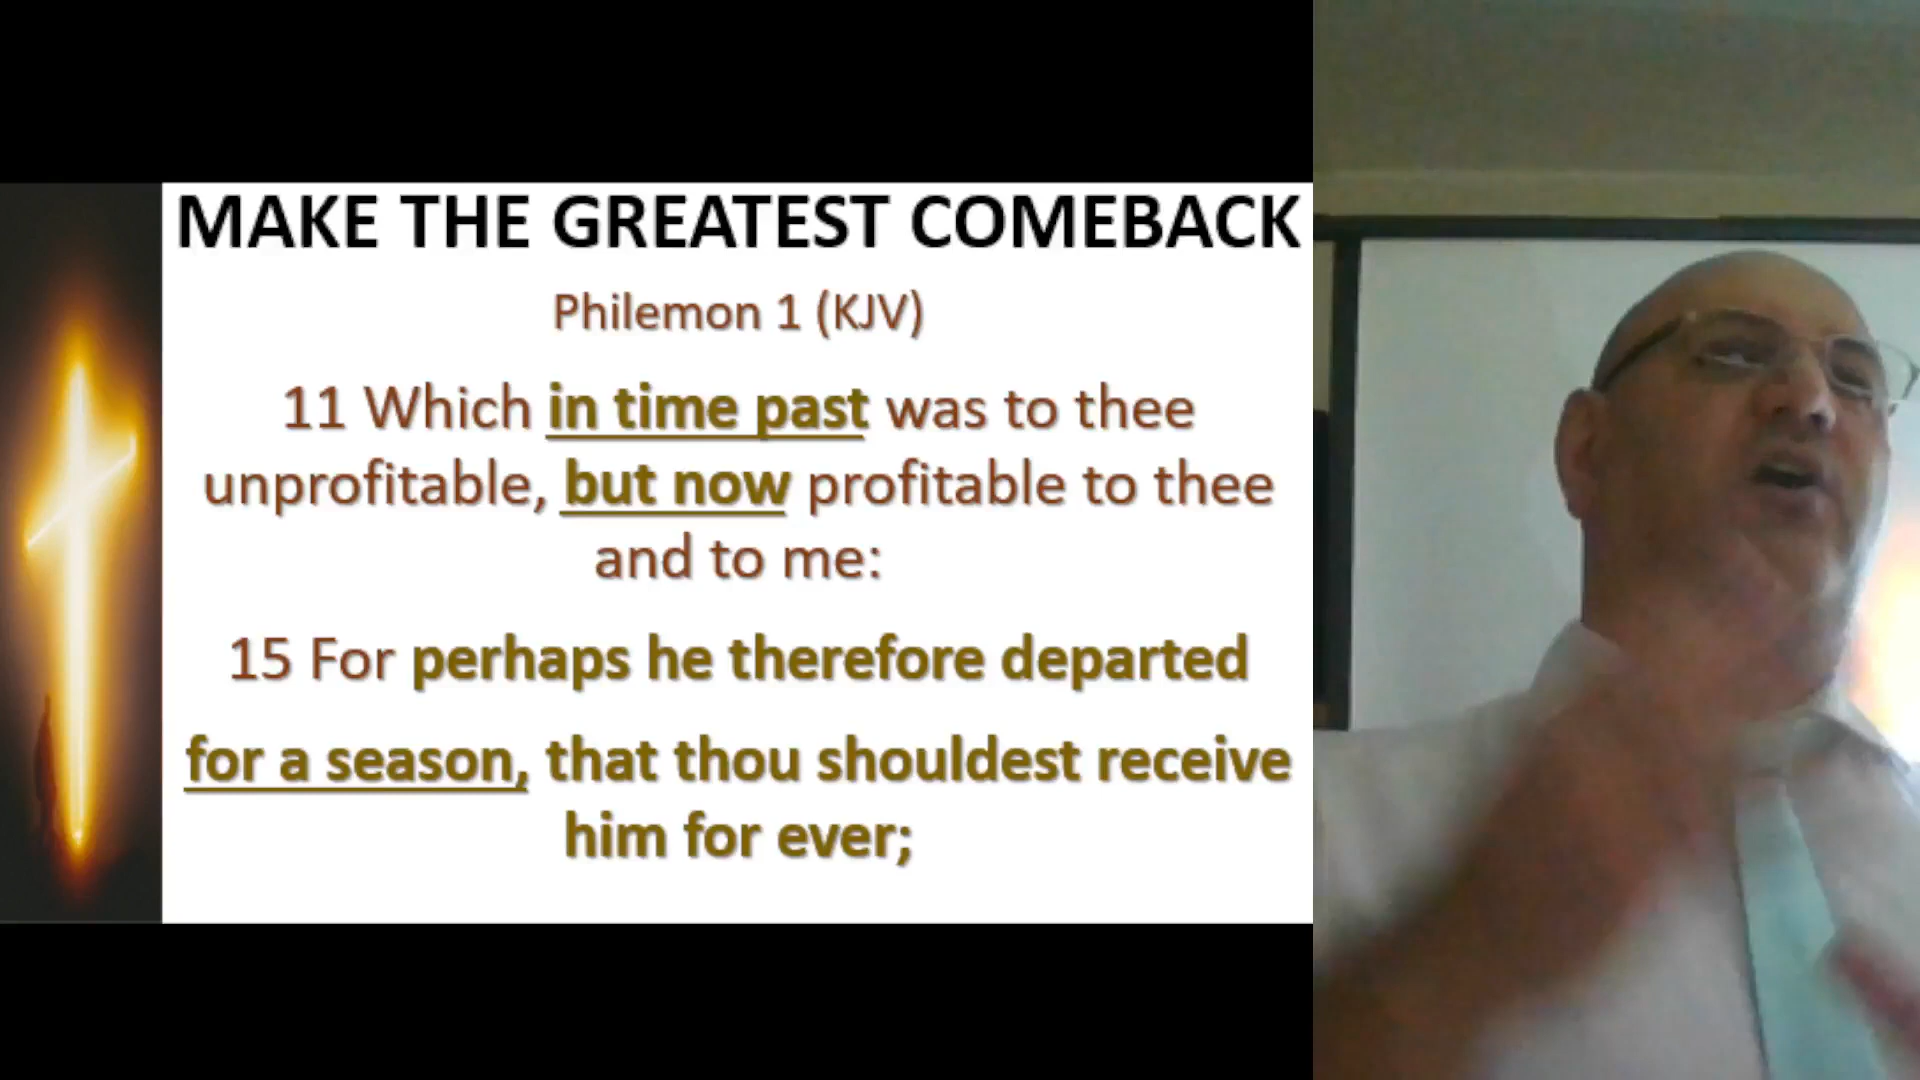 MAKE THE GREATEST COMEBACK
Philemon 1 (KJV)
11 Which in time past was to thee
unprofitable, but now profitable to thee
and to me:
15 For perhaps he therefore departed
for a season, that thou shouldest receive
him for ever;